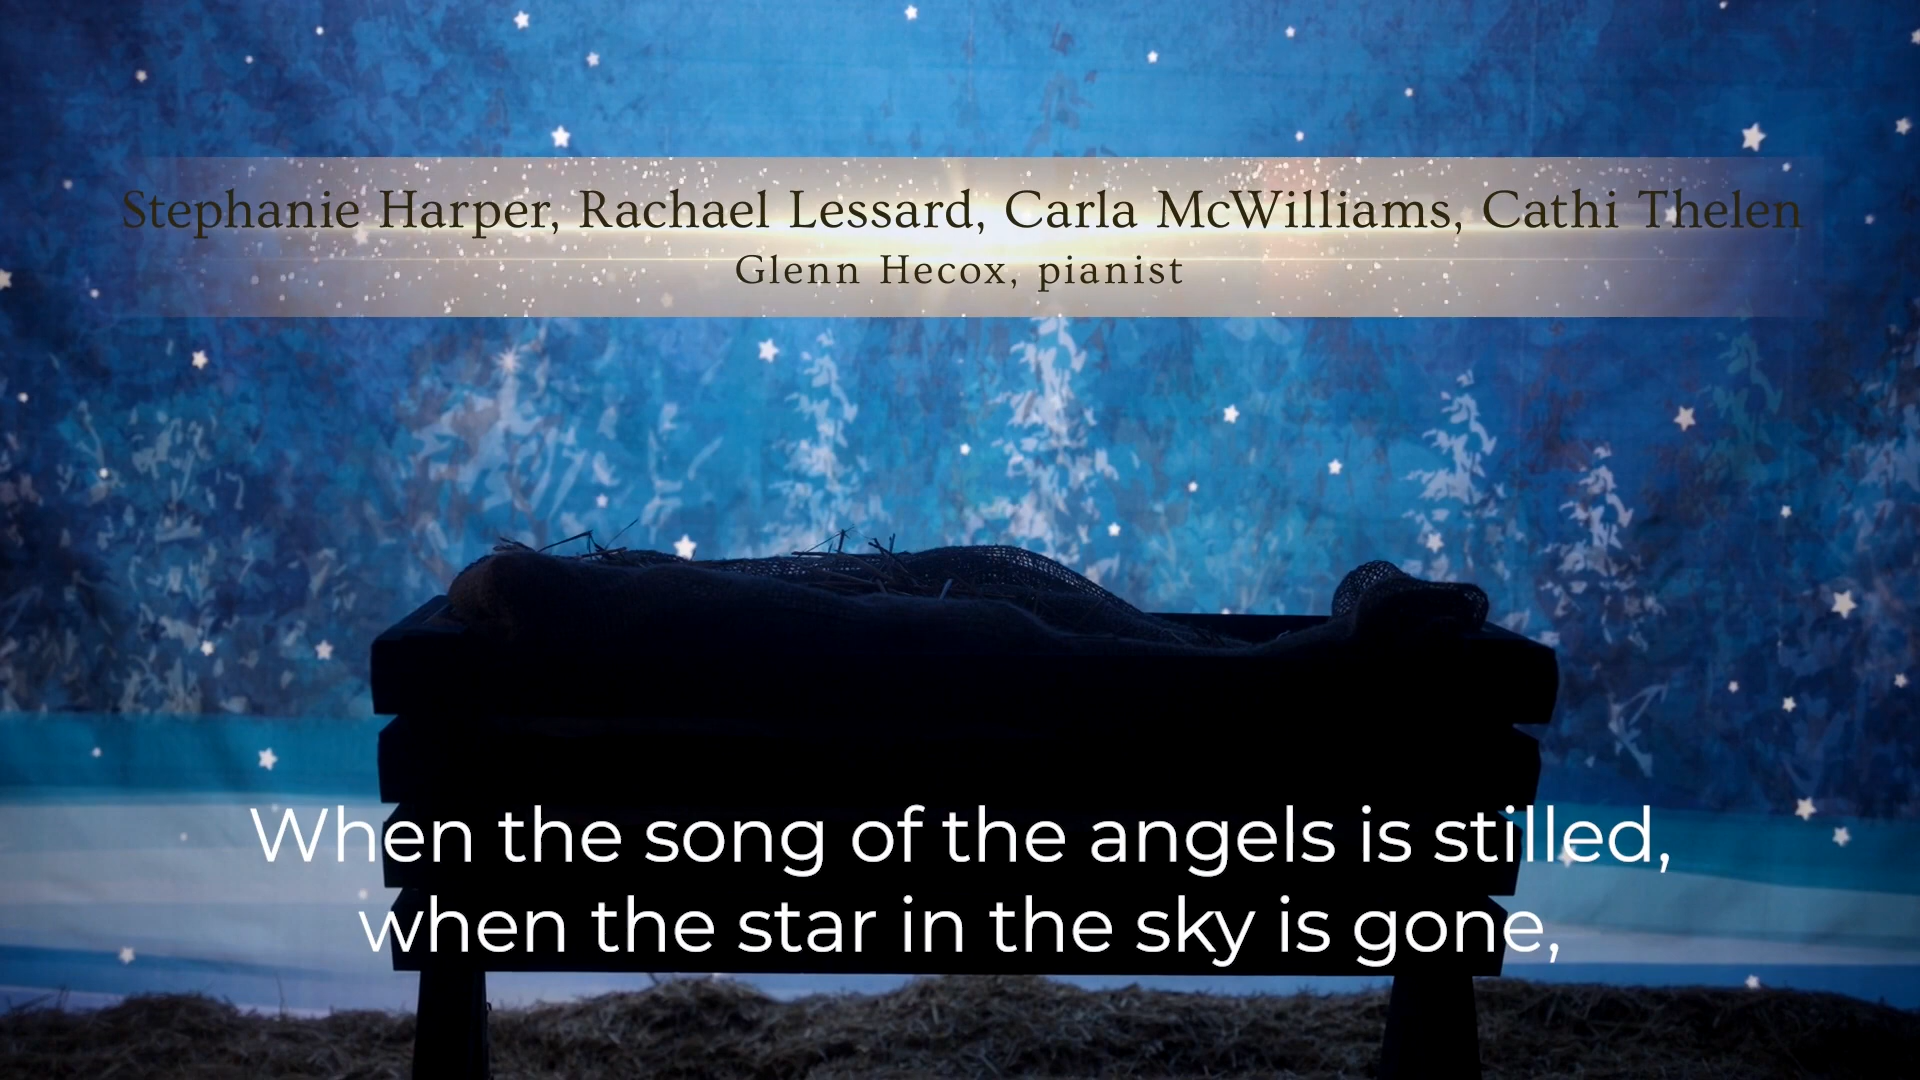 Stephanie Harper, Rachael Lessard, Carla McWilliams, Cathi Thelen
Glenn Hecox, pianist
When the song of the angels is stilled,
when the star in the sky is gone,